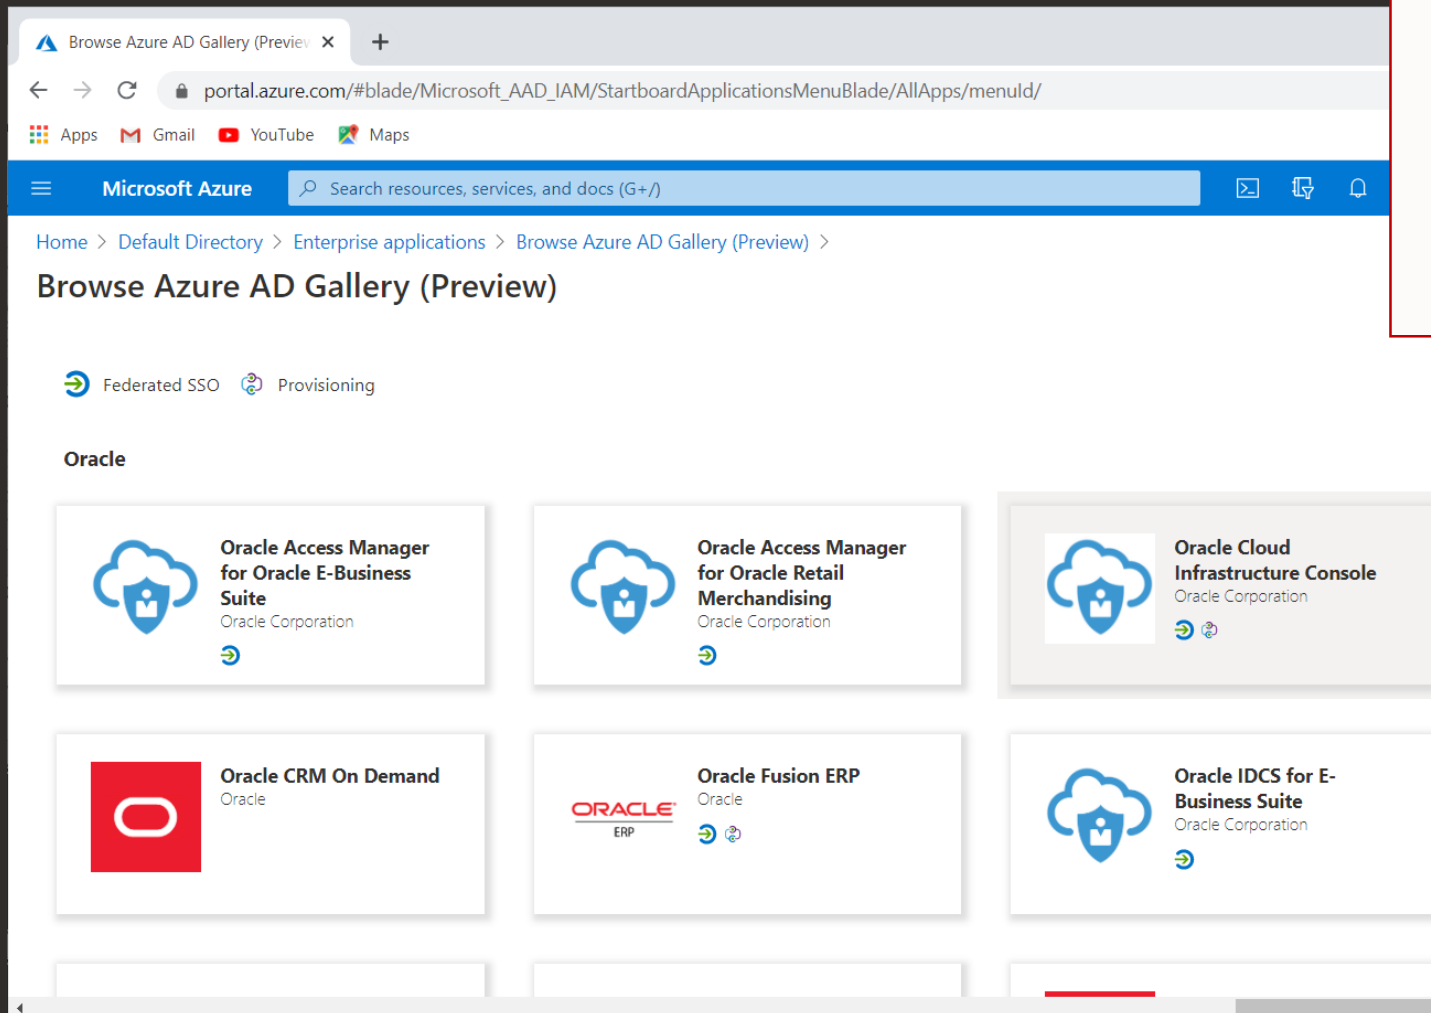 Browse Azure AD Gallery (Preview
portal.azure.com/#blade/Microsoft_AAD_IAM/StartboardApplicationsMenuBlade/AllApps/menuId/
Apps Gmail YouTube Maps
Microsoft Azure Search resources, services, and docs (G+/)
Home > Default Directory > Enterprise applications > Browse Azure AD Gallery (Preview) >
Browse Azure AD Gallery (Preview)
Federated SSO Provisioning
Oracle
Oracle Access Manager
for Oracle E-Business
Suite
Oracle Corporation
Oracle Access Manager
for Oracle Retail
Merchandising
Oracle Corporation
Oracle Cloud
Infrastructure Console
Oracle Corporation
Oracle CRM On Demand
Oracle
ORACLE
ERP
Oracle Fusion ERP
Oracle
Oracle IDCS for E-
Business Suite
Oracle Corporation